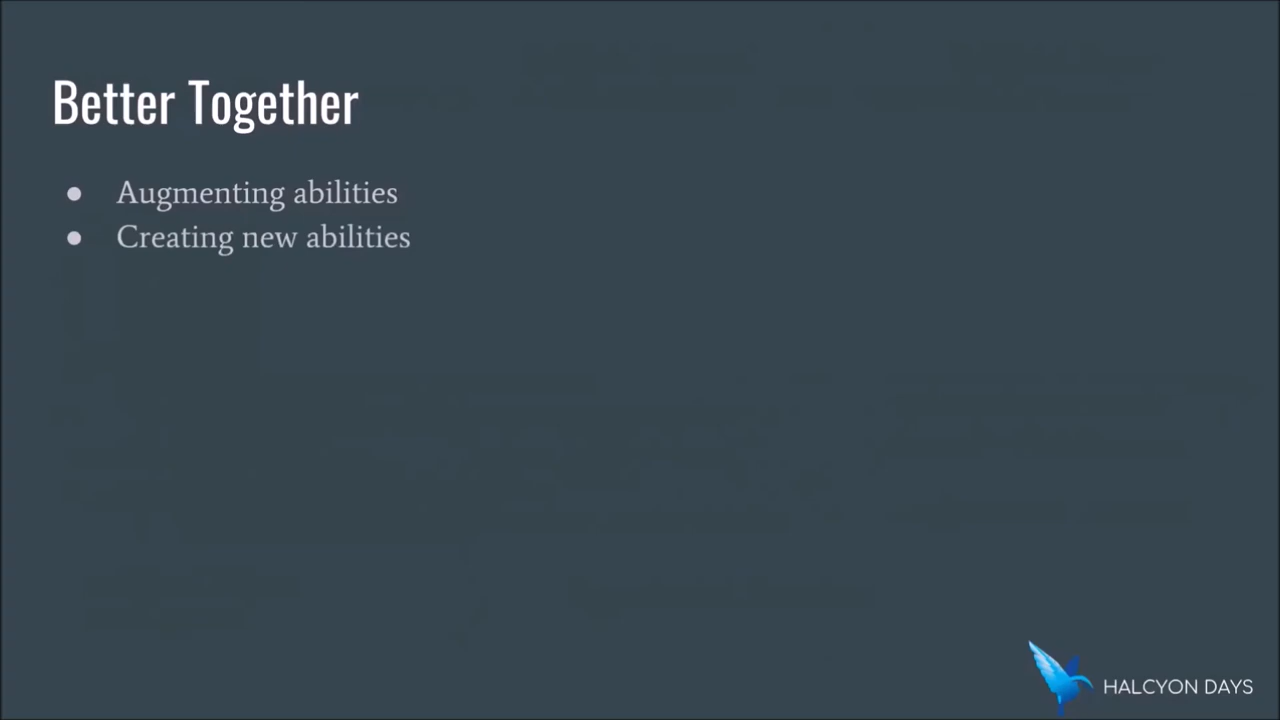 Better Together
● Augmenting abilities
● Creating new abilities
HALCYON DAYS